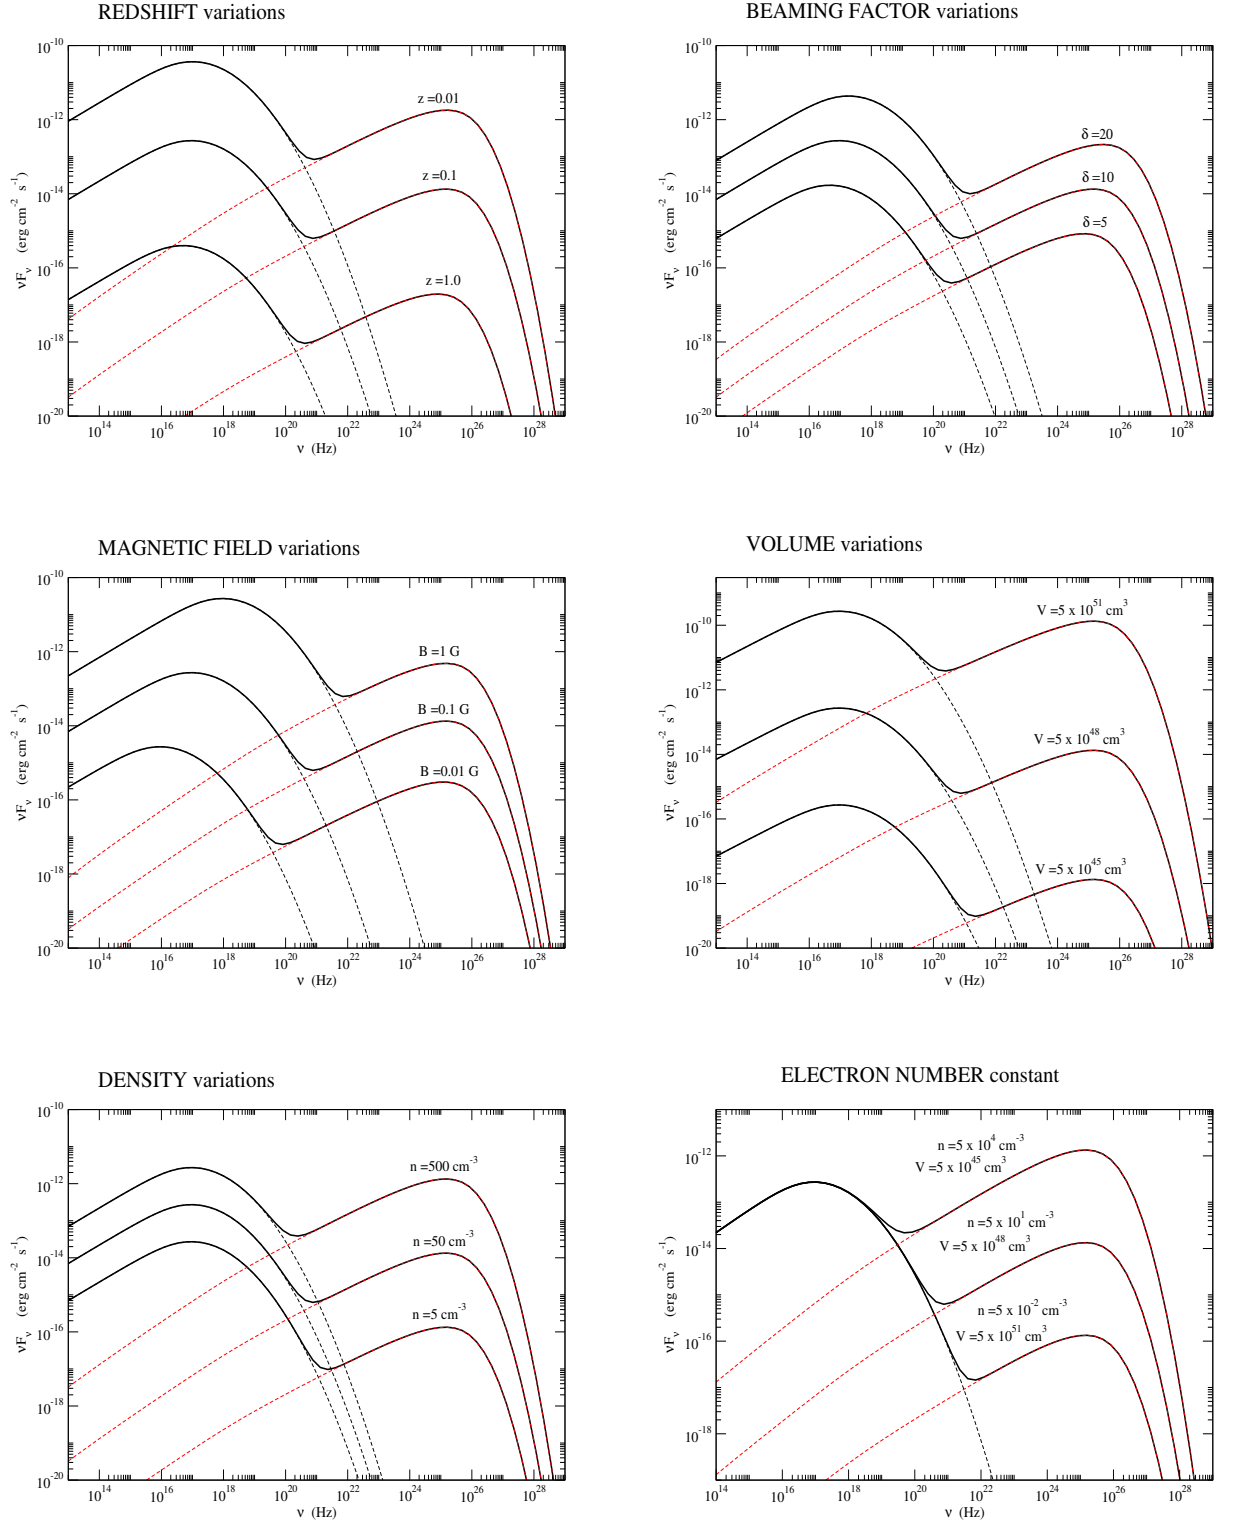 REDSHIFT variations
10^-10
10^-12
10^-14
10^-16
10^-18
10^-20
νF_ν (erg cm^-2 s^-1)
z =0.01
z =0.1
z =1.0
10^14 10^16 10^18 10^20 10^22 10^24 10^26 10^28
ν (Hz)
BEAMING FACTOR variations
10^-10
10^-12
10^-14
10^-16
10^-18
10^-20
νF_ν (erg cm^-2 s^-1)
δ =20
δ =10
δ =5
10^14 10^16 10^18 10^20 10^22 10^24 10^26 10^28
ν (Hz)
MAGNETIC FIELD variations
10^-10
10^-12
10^-14
10^-16
10^-18
10^-20
νF_ν (erg cm^-2 s^-1)
B =1 G
B =0.1 G
B =0.01 G
10^14 10^16 10^18 10^20 10^22 10^24 10^26 10^28
ν (Hz)
VOLUME variations
10^-10
10^-12
10^-14
10^-16
10^-18
10^-20
νF_ν (erg cm^-2 s^-1)
V =5 x 10^51 cm^3
V =5 x 10^48 cm^3
V =5 x 10^45 cm^3
10^14 10^16 10^18 10^20 10^22 10^24 10^26 10^28
ν (Hz)
DENSITY variations
10^-10
10^-12
10^-14
10^-16
10^-18
10^-20
νF_ν (erg cm^-2 s^-1)
n =500 cm^-3
n =50 cm^-3
n =5 cm^-3
10^14 10^16 10^18 10^20 10^22 10^24 10^26 10^28
ν (Hz)
ELECTRON NUMBER constant
10^-12
10^-14
10^-16
10^-18
νF_ν (erg cm^-2 s^-1)
n =5 x 10^4 cm^-3
V =5 x 10^45 cm^3
n =5 x 10^1 cm^-3
V =5 x 10^48 cm^3
n =5 x 10^-2 cm^-3
V =5 x 10^51 cm^3
10^14 10^16 10^18 10^20 10^22 10^24 10^26 10^28
ν (Hz)